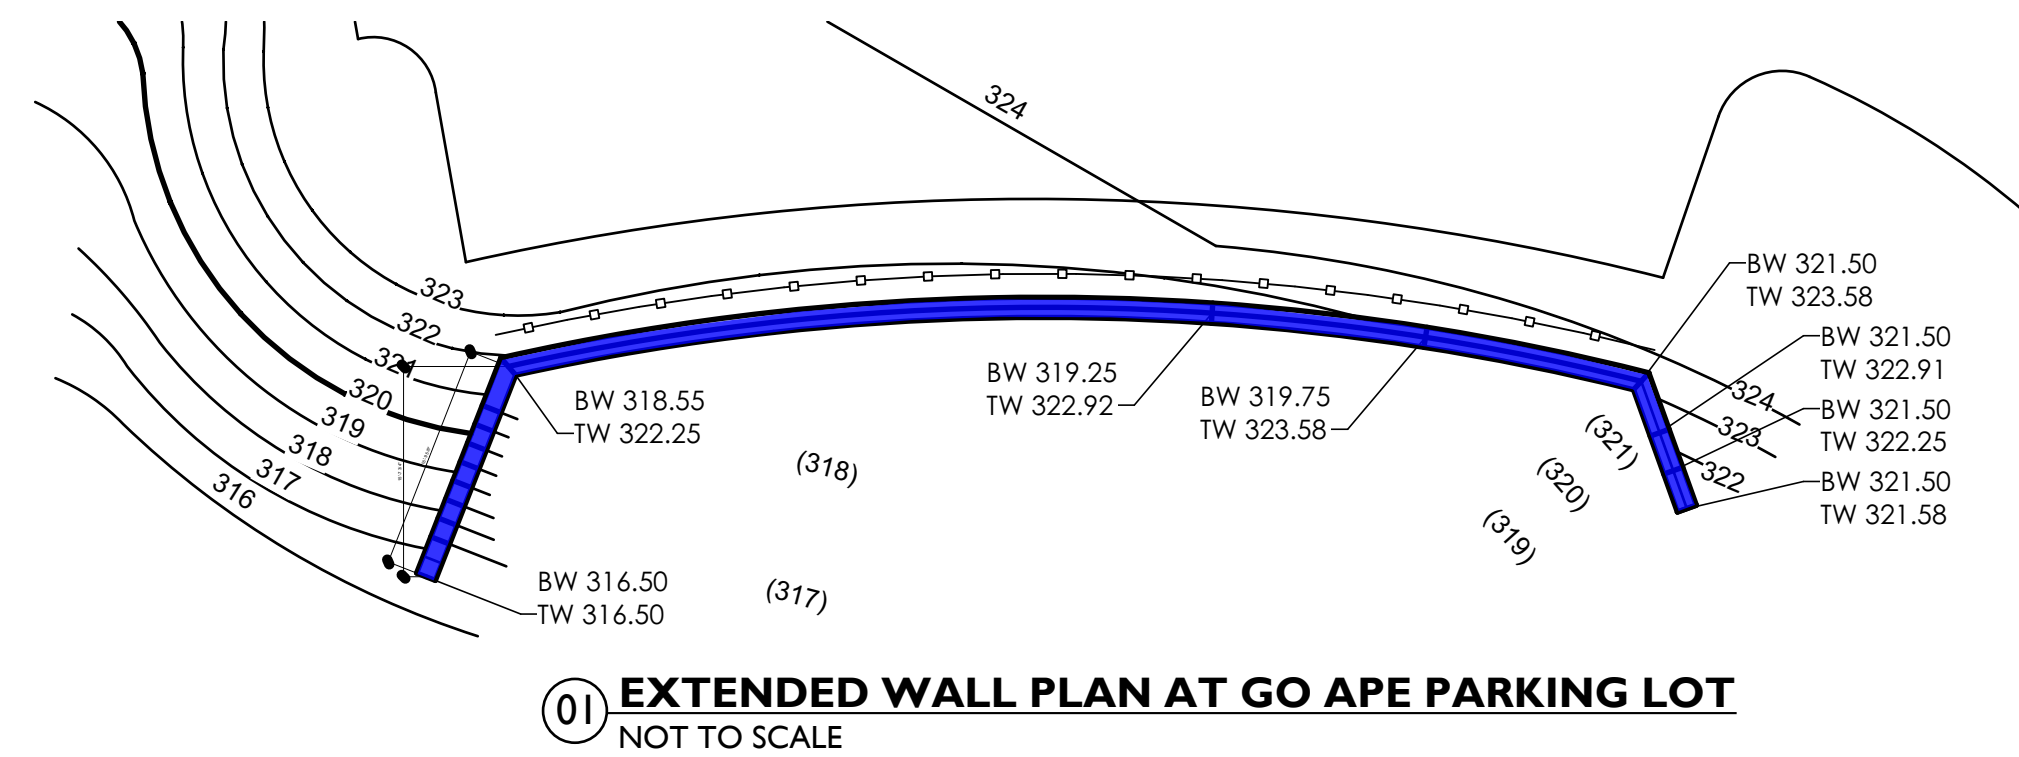 324
323
322
321
320
319
318
317
316
BW 318.55
TW 322.25
BW 316.50
TW 316.50
(318)
(317)
BW 319.25
TW 322.92
BW 319.75
TW 323.58
(321)
(320)
(319)
BW 321.50
TW 323.58
BW 321.50
TW 322.91
BW 321.50
TW 322.25
BW 321.50
TW 321.58
324
323
322
01 EXTENDED WALL PLAN AT GO APE PARKING LOT
NOT TO SCALE